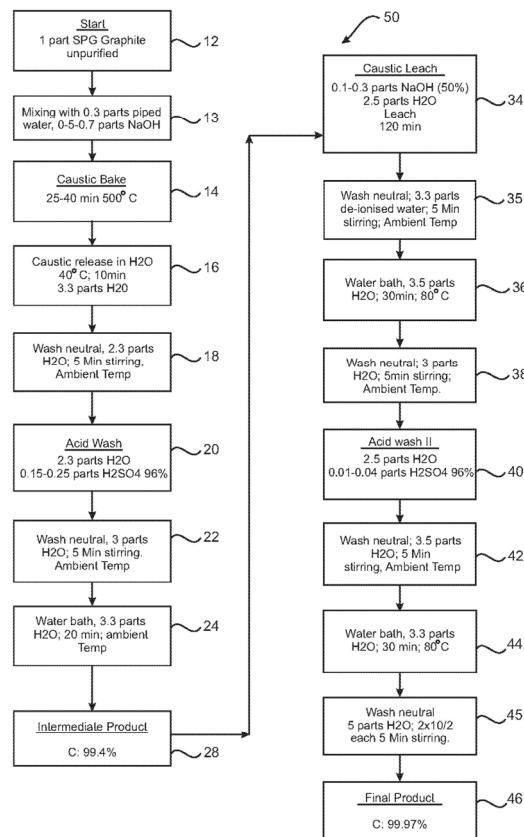 Start
1 part SPG Graphite
unpurified
12
Mixing with 0.3 parts piped
water, 0-5-0.7 parts NaOH
13
Caustic Bake
25-40 min 500° C
14
Caustic release in H2O
40° C; 10min
3.3 parts H20
16
Wash neutral, 2.3 parts
H2O; 5 Min stirring,
Ambient Temp
18
Acid Wash
2.3 parts H2O
0.15-0.25 parts H2SO4 96%
20
Wash neutral, 3 parts
H2O; 5 Min stirring.
Ambient Temp
22
Water bath, 3.3 parts
H2O; 20 min; ambient
Temp
24
Intermediate Product
C: 99.4%
28
50
Caustic Leach
0.1-0.3 parts NaOH (50%)
2.5 parts H2O
Leach
120 min
34
Wash neutral; 3.3 parts
de-ionised water; 5 Min
stirring; Ambient Temp
35
Water bath, 3.5 parts
H2O; 30min; 80° C
36
Wash neutral; 3 parts
H2O; 5min stirring;
Ambient Temp.
38
Acid wash II
2.5 parts H2O
0.01-0.04 parts H2SO4 96%
40
Wash neutral; 3.5 parts
H2O; 5 Min
stirring, Ambient Temp
42
Water bath, 3.3 parts
H2O; 30 min; 80° C
44
Wash neutral
5 parts H2O; 2x10/2
each 5 Min stirring.
45
Final Product
C: 99.97%
46